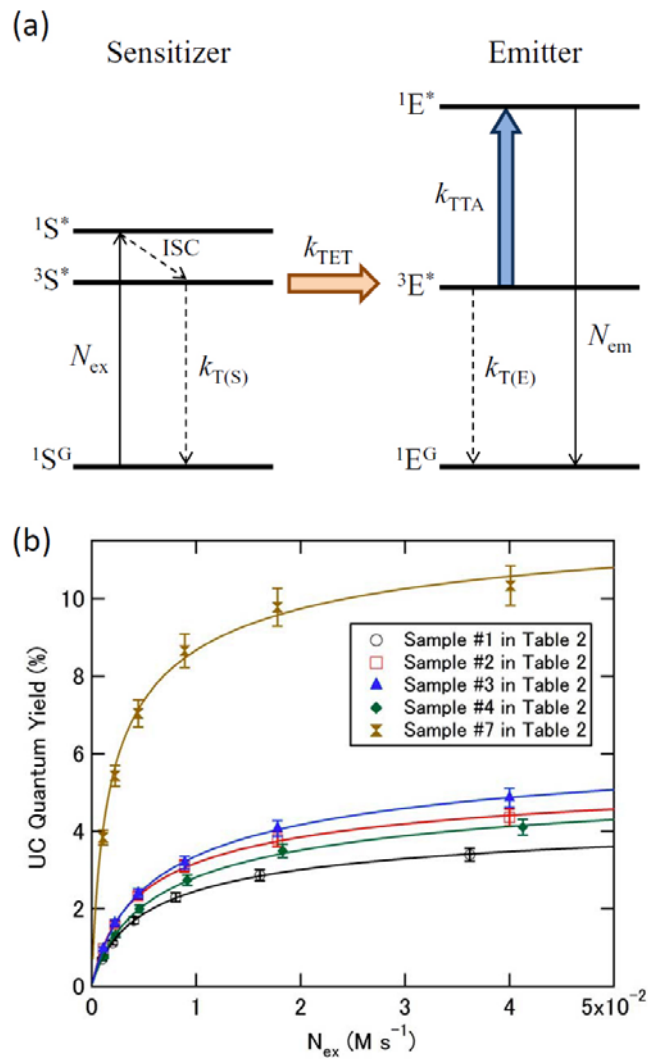 (a)
Sensitizer
Emitter
¹E*
k_TTA
¹S*
ISC
k_TET
³S*
³E*
N_ex
k_T(S)
k_T(E)
N_em
¹S^G
¹E^G
(b)
10
8
6
4
2
0
UC Quantum Yield (%)
Sample #1 in Table 2
Sample #2 in Table 2
Sample #3 in Table 2
Sample #4 in Table 2
Sample #7 in Table 2
0 1 2 3 4 5x10⁻²
N_ex (M s⁻¹)